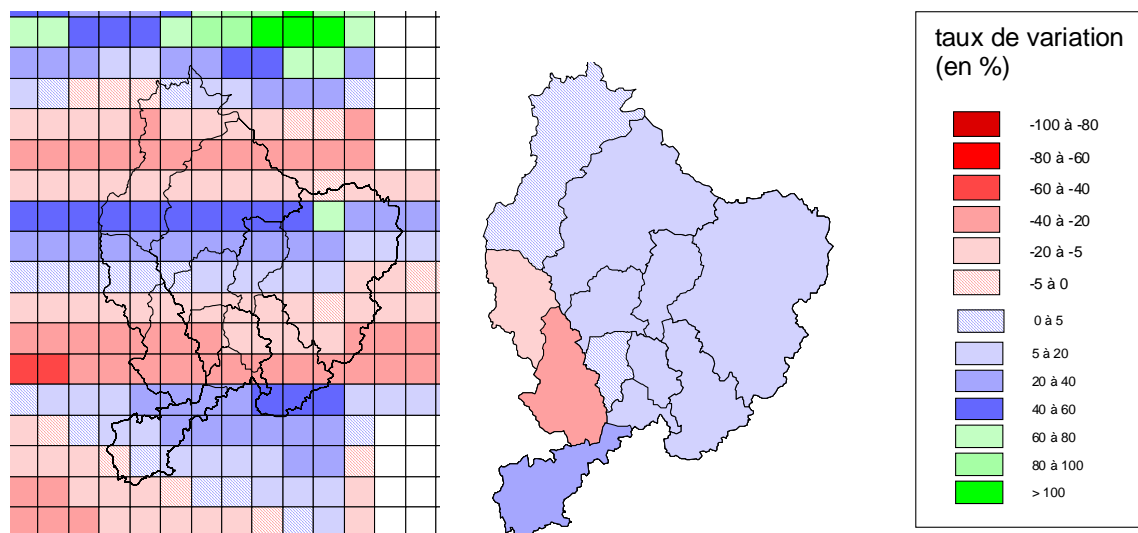 taux de variation
(en %)
-100 à -80
-80 à -60
-60 à -40
-40 à -20
-20 à -5
-5 à 0
0 à 5
5 à 20
20 à 40
40 à 60
60 à 80
80 à 100
> 100